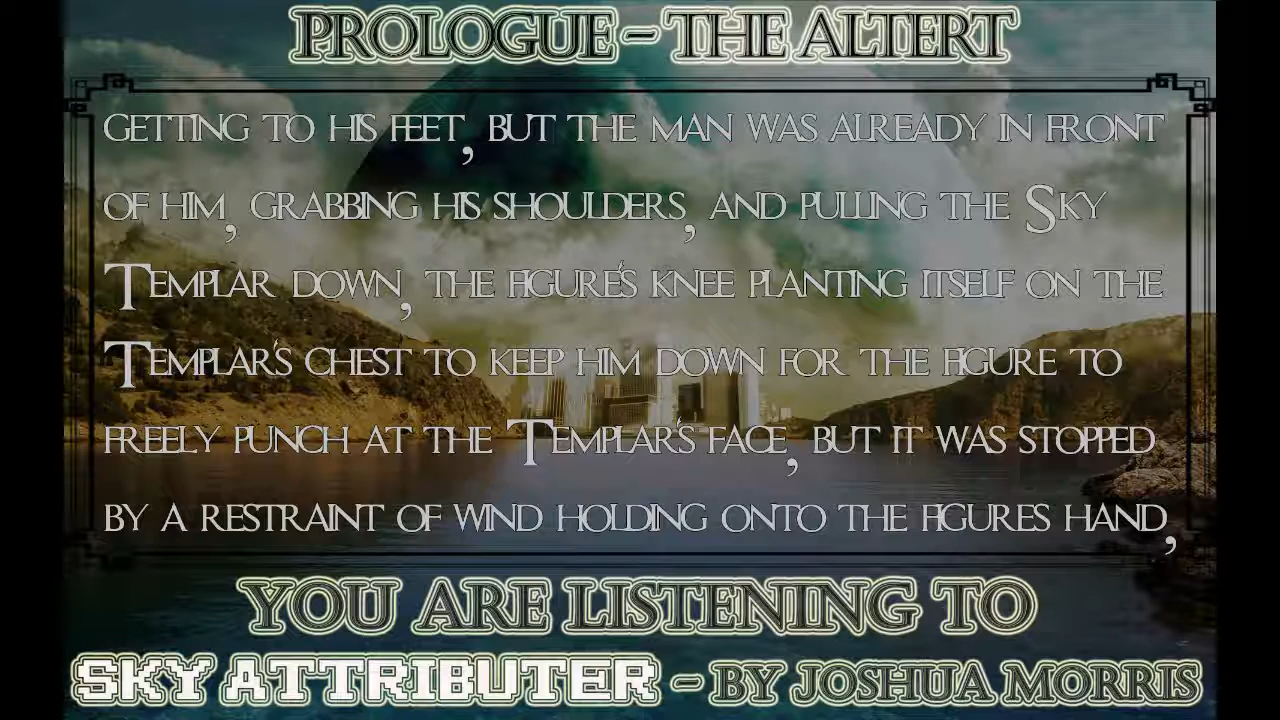 PROLOGUE - THE ALTERT
GETTING TO HIS FEET, BUT THE MAN WAS ALREADY IN FRONT
OF HIM, GRABBING HIS SHOULDERS, AND PULLING THE SKY
TEMPLAR DOWN, THE FIGURE'S KNEE PLANTING ITSELF ON THE
TEMPLAR'S CHEST TO KEEP HIM DOWN FOR THE FIGURE TO
FREELY PUNCH AT THE TEMPLAR'S FACE, BUT IT WAS STOPPED
BY A RESTRAINT OF WIND HOLDING ONTO THE FIGURES HAND,
YOU ARE LISTENING TO
SKY ATTRIBUTER - BY JOSHUA MORRIS